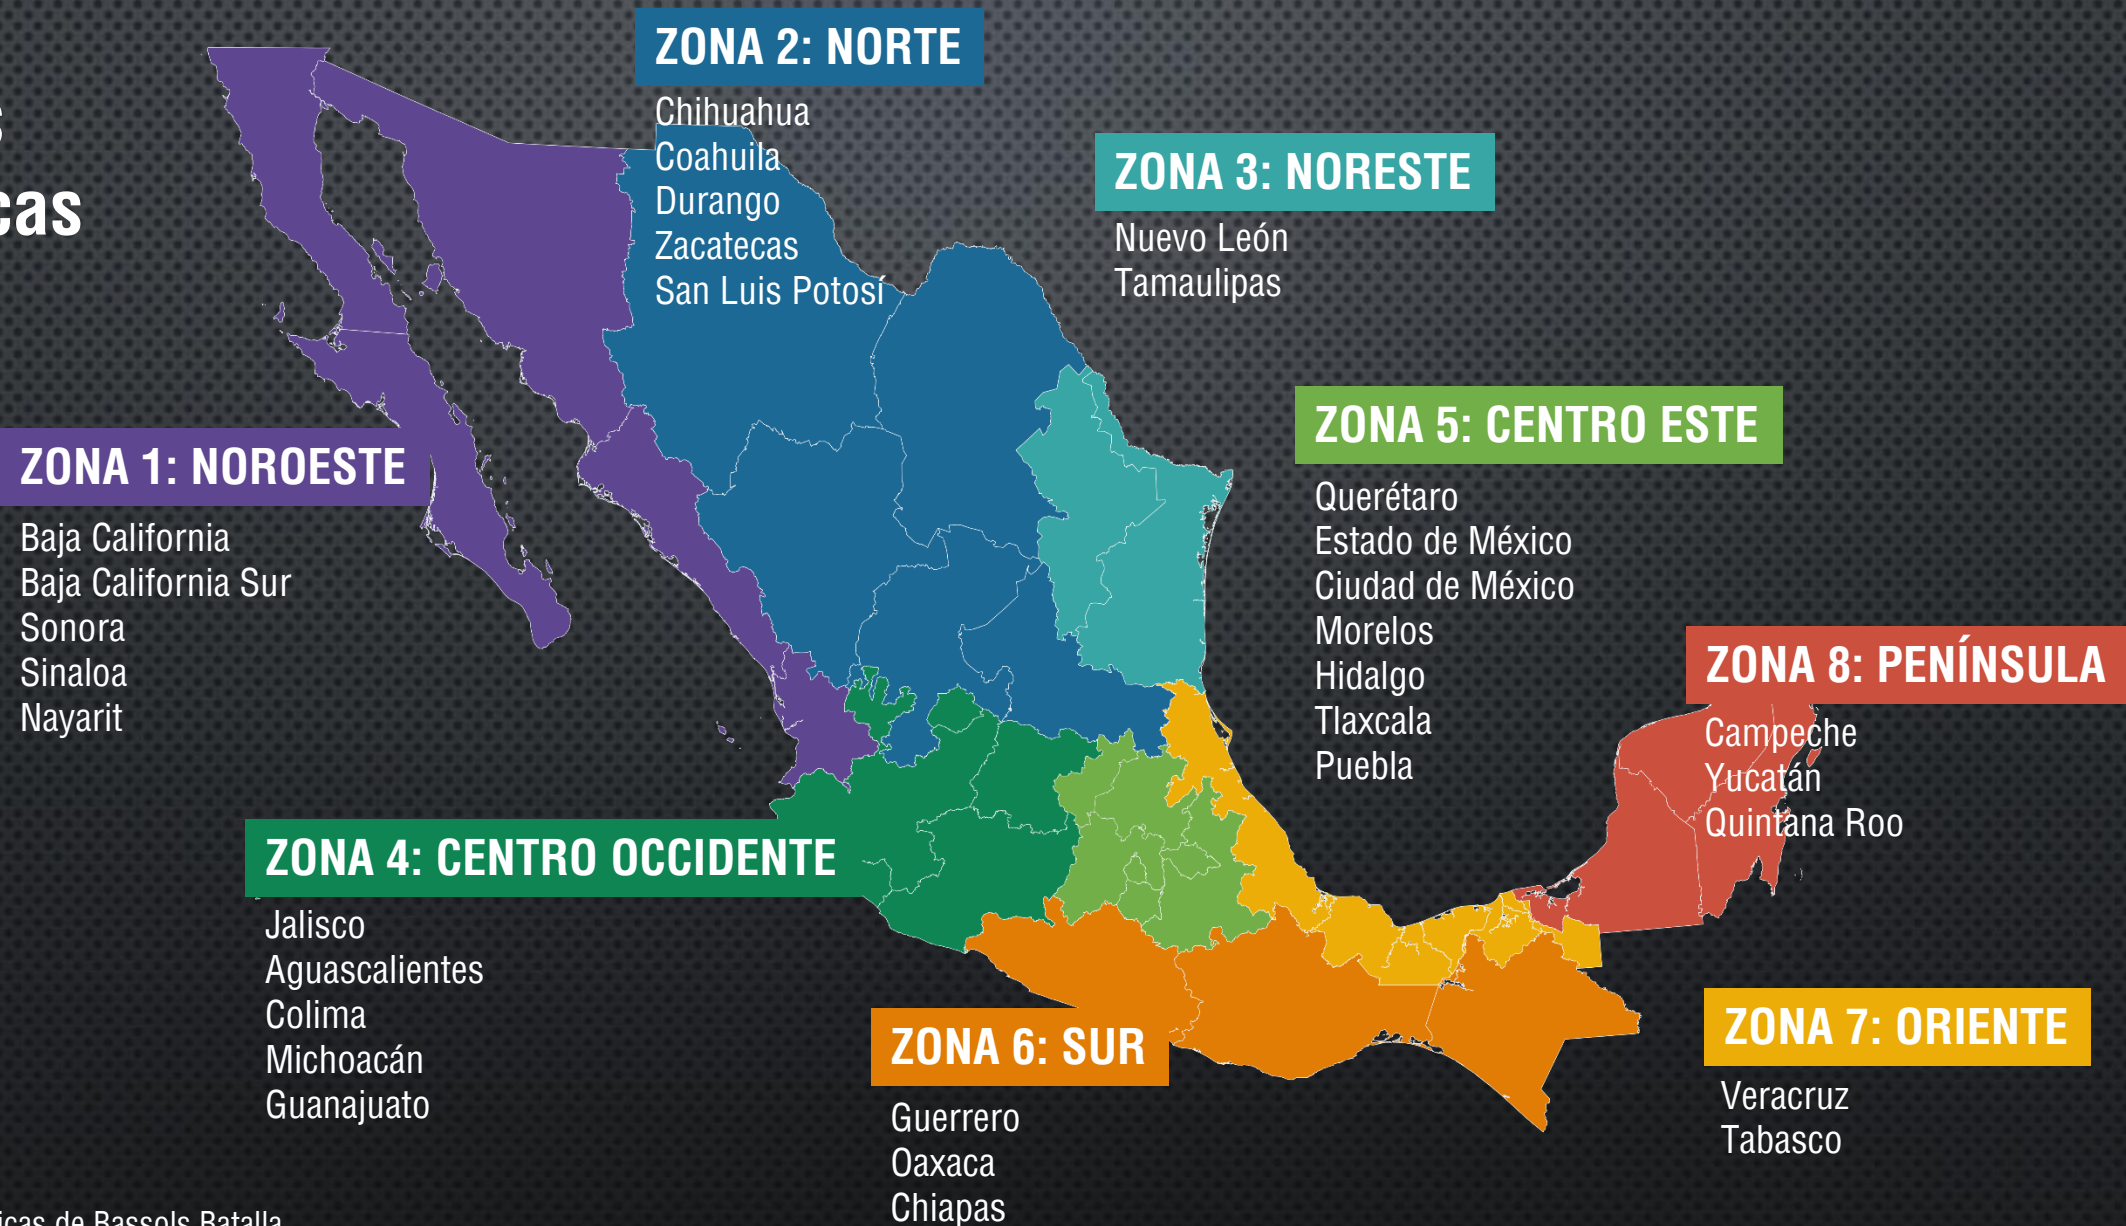 ZONA 2: NORTE
Chihuahua
Coahuila
Durango
Zacatecas
San Luis Potosí
ZONA 3: NORESTE
Nuevo León
Tamaulipas
ZONA 5: CENTRO ESTE
Querétaro
Estado de México
Ciudad de México
Morelos
Hidalgo
Tlaxcala
Puebla
ZONA 1: NOROESTE
Baja California
Baja California Sur
Sonora
Sinaloa
Nayarit
ZONA 8: PENÍNSULA
Campeche
Yucatán
Quintana Roo
ZONA 4: CENTRO OCCIDENTE
Jalisco
Aguascalientes
Colima
Michoacán
Guanajuato
ZONA 6: SUR
Guerrero
Oaxaca
Chiapas
ZONA 7: ORIENTE
Veracruz
Tabasco
de Bassols Batalla